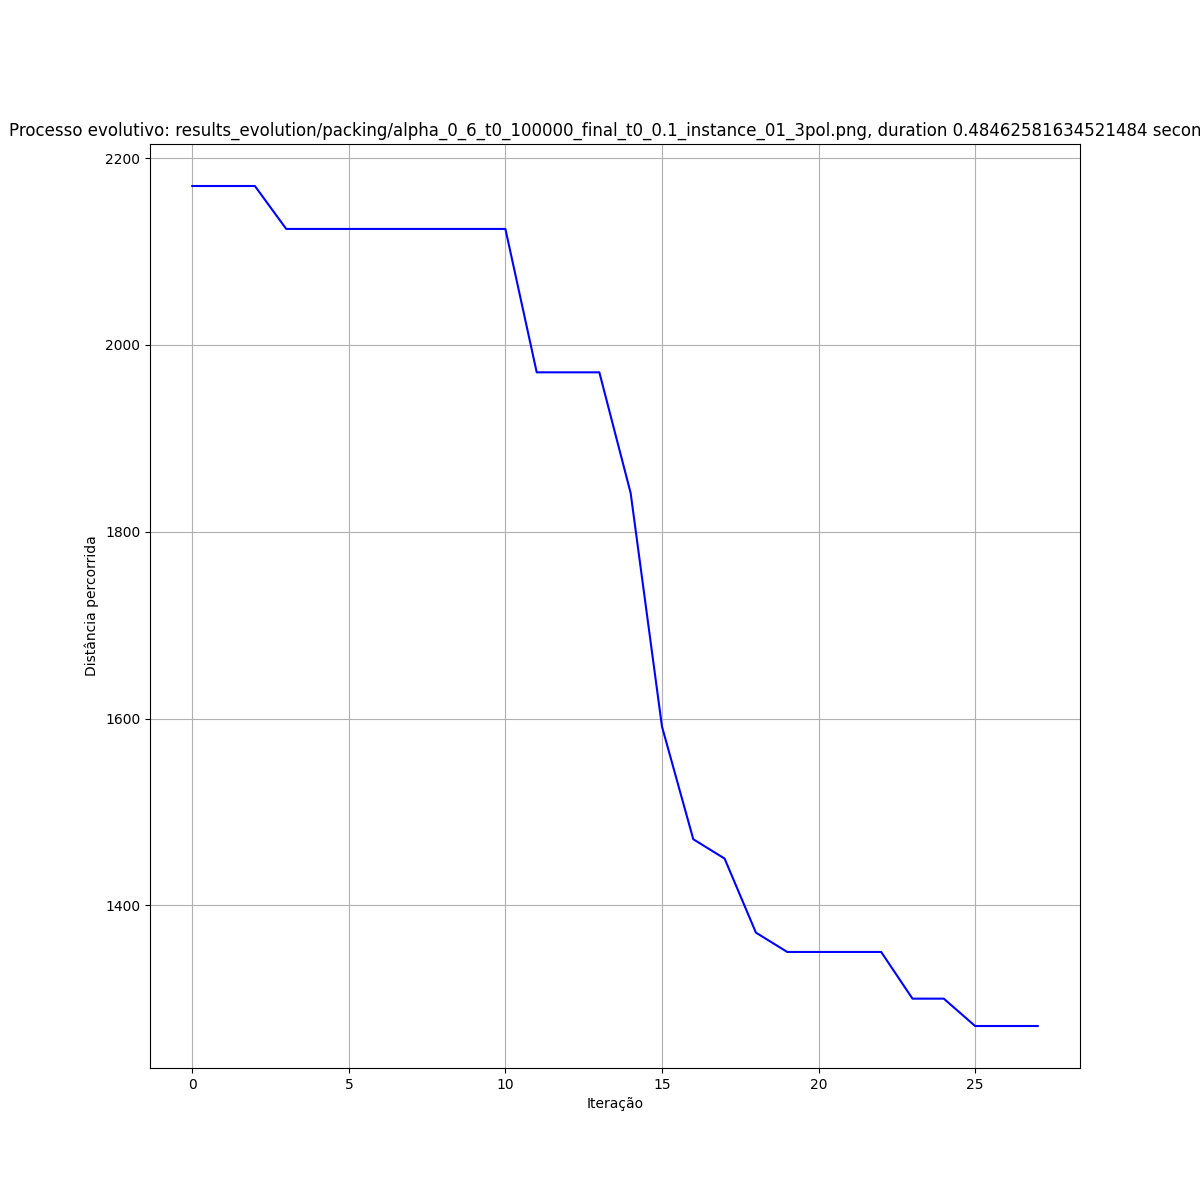 Processo evolutivo: results_evolution/packing/alpha_0_6_t0_100000_final_t0_0.1_instance_01_3pol.png, duration 0.48462581634521484 secon
2200
2000
1800
1600
1400
Distância percorrida
0 5 10 15 20 25
Iteração